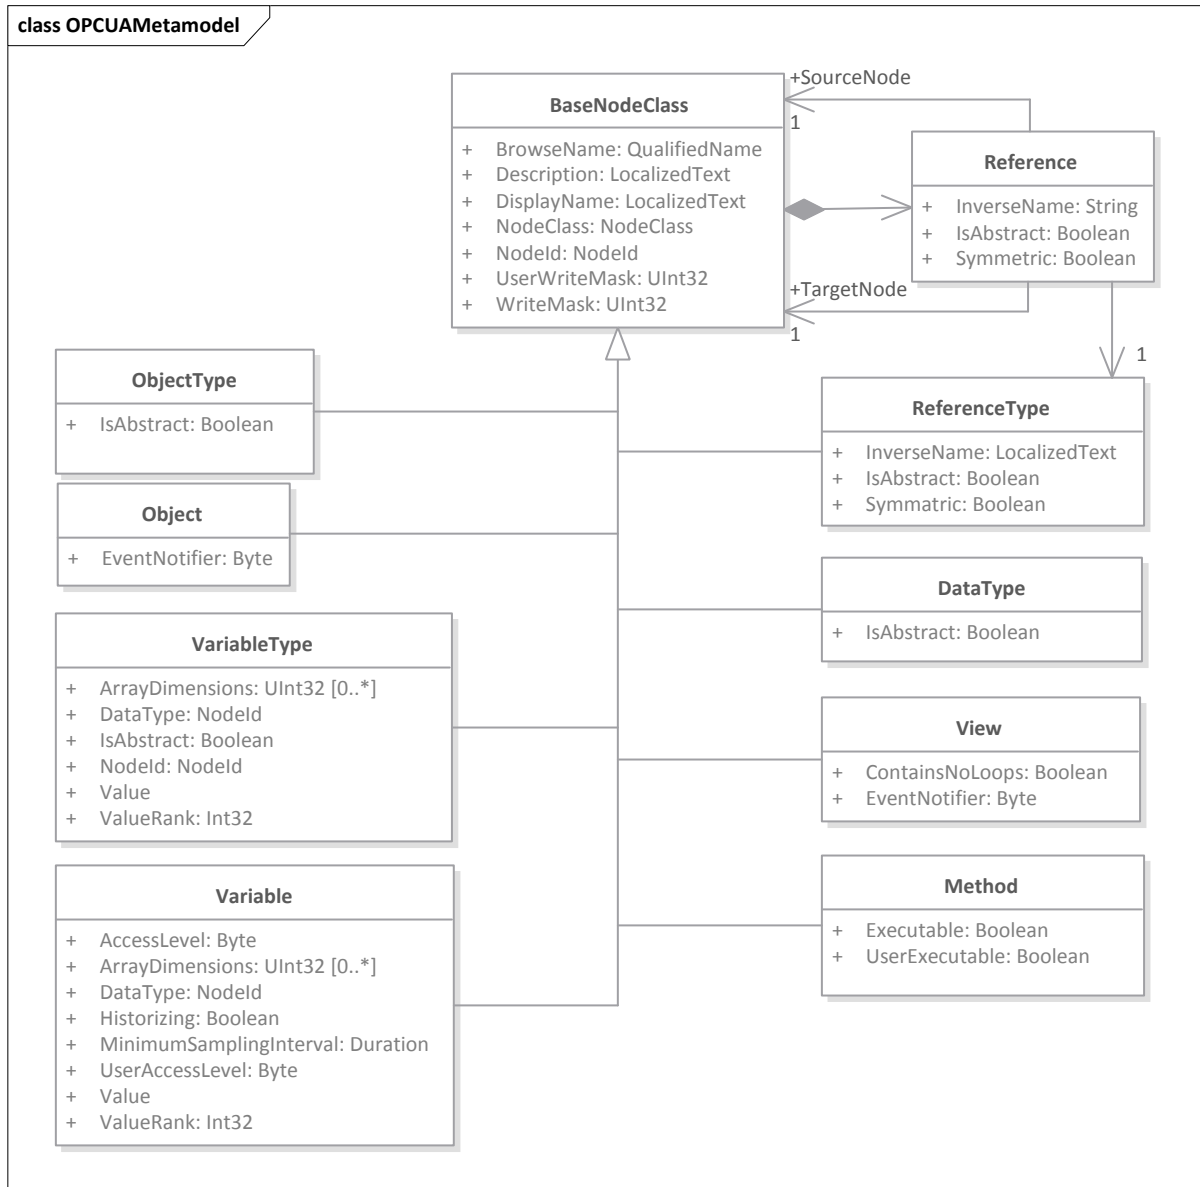 class OPCUAMetamodel
BaseNodeClass
+ BrowseName: QualifiedName
+ Description: LocalizedText
+ DisplayName: LocalizedText
+ NodeClass: NodeClass
+ NodeId: NodeId
+ UserWriteMask: UInt32
+ WriteMask: UInt32
+SourceNode
1
Reference
+ InverseName: String
+ IsAbstract: Boolean
+ Symmetric: Boolean
+TargetNode
1
1
ObjectType
+ IsAbstract: Boolean
Object
+ EventNotifier: Byte
VariableType
+ ArrayDimensions: UInt32 [0..*]
+ DataType: NodeId
+ IsAbstract: Boolean
+ NodeId: NodeId
+ Value
+ ValueRank: Int32
Variable
+ AccessLevel: Byte
+ ArrayDimensions: UInt32 [0..*]
+ DataType: NodeId
+ Historizing: Boolean
+ MinimumSamplingInterval: Duration
+ UserAccessLevel: Byte
+ Value
+ ValueRank: Int32
ReferenceType
+ InverseName: LocalizedText
+ IsAbstract: Boolean
+ Symmatric: Boolean
DataType
+ IsAbstract: Boolean
View
+ ContainsNoLoops: Boolean
+ EventNotifier: Byte
Method
+ Executable: Boolean
+ UserExecutable: Boolean